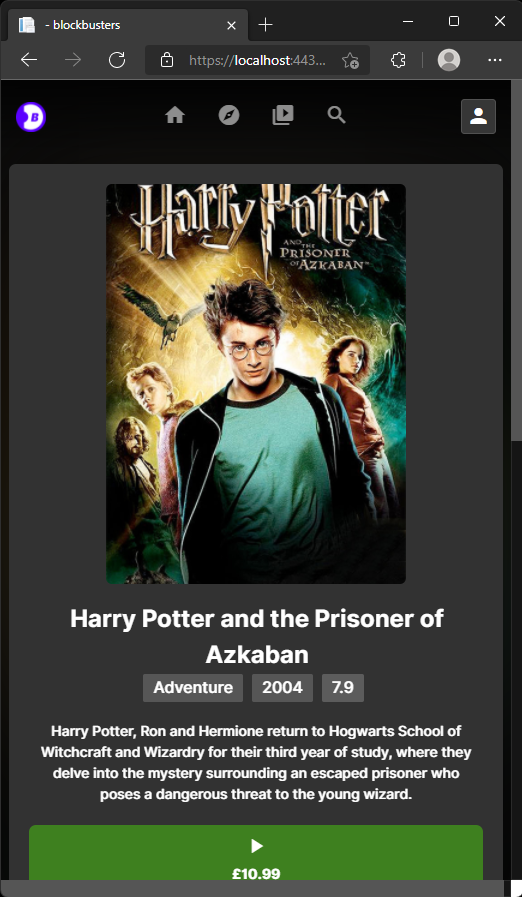 - blockbusters
https://localhost:443...
B
Harry Potter
AND THE
PRISONER
OF AZKABAN™
Harry Potter and the Prisoner of
Azkaban
Adventure 2004 7.9
Harry Potter, Ron and Hermione return to Hogwarts School of
Witchcraft and Wizardry for their third year of study, where they
delve into the mystery surrounding an escaped prisoner who
poses a dangerous threat to the young wizard.
£10.99